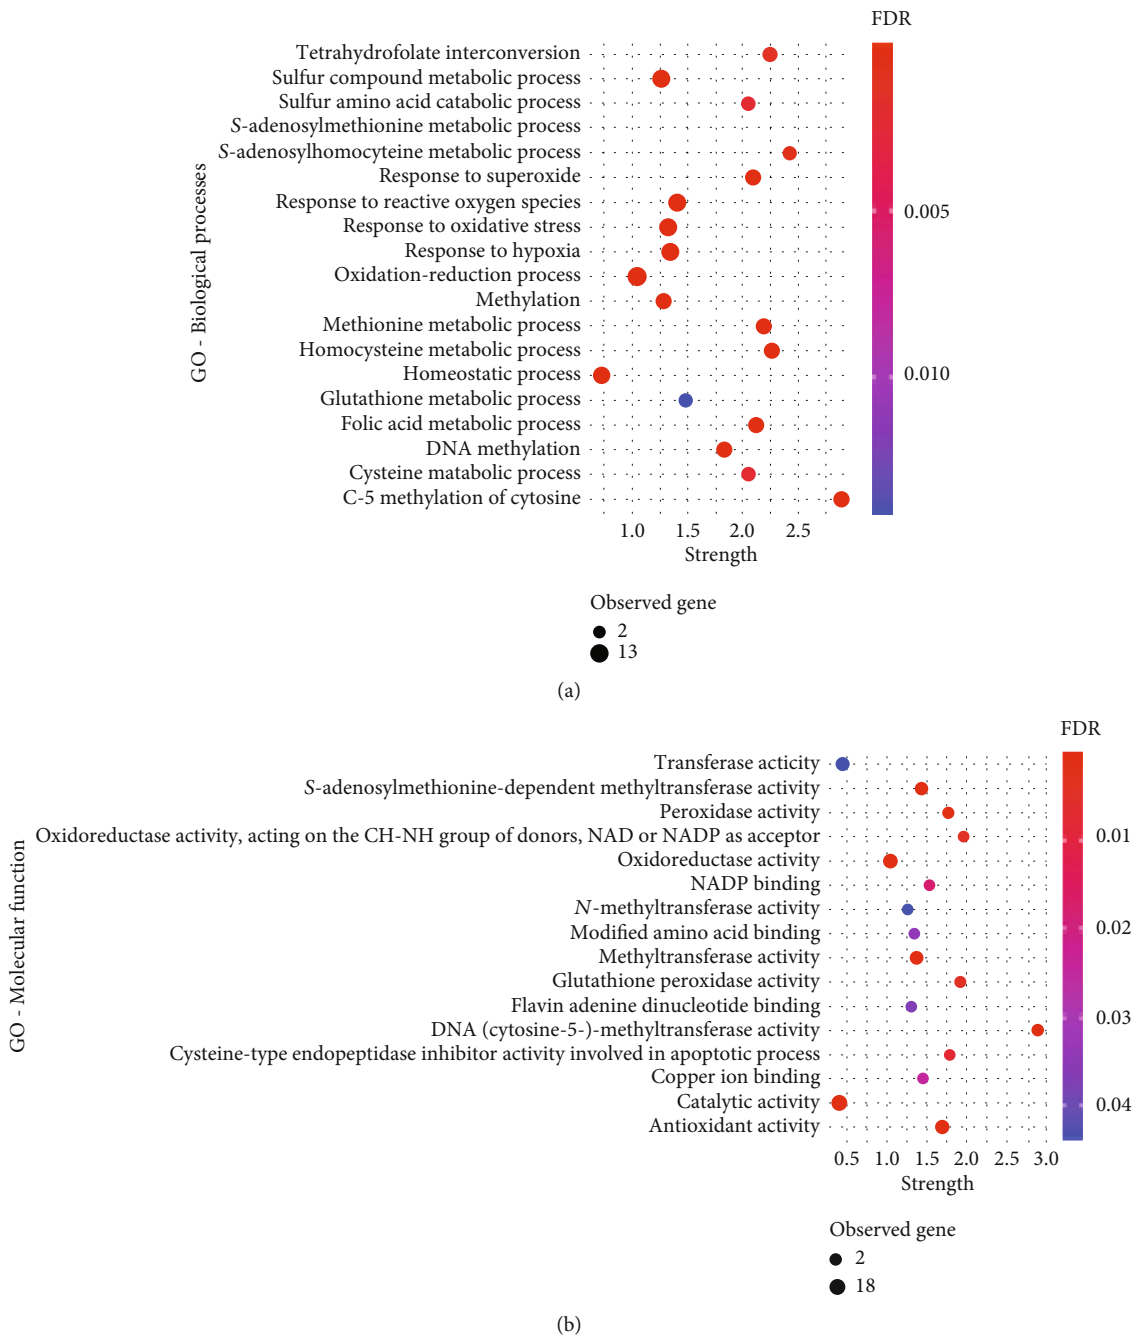 FDR
Tetrahydrofolate interconversion
Sulfur compound metabolic process
Sulfur amino acid catabolic process
S-adenosylmethionine metabolic process
S-adenosylhomocyteine metabolic process
Response to superoxide
Response to reactive oxygen species
Response to oxidative stress
Response to hypoxia
Oxidation-reduction process
Methylation
Methionine metabolic process
Homocysteine metabolic process
Homeostatic process
Glutathione metabolic process
Folic acid metabolic process
DNA methylation
Cysteine matabolic process
C-5 methylation of cytosine
GO - Biological processes
0.005
0.010
1.0 1.5 2.0 2.5
Strength
Observed gene
2
13
(a)
FDR
Transferase acticity
S-adenosylmethionine-dependent methyltransferase activity
Peroxidase activity
Oxidoreductase activity, acting on the CH-NH group of donors, NAD or NADP as acceptor
Oxidoreductase activity
NADP binding
N-methyltransferase activity
Modified amino acid binding
Methyltransferase activity
Glutathione peroxidase activity
Flavin adenine dinucleotide binding
DNA (cytosine-5-)-methyltransferase activity
Cysteine-type endopeptidase inhibitor activity involved in apoptotic process
Copper ion binding
Catalytic activity
Antioxidant activity
GO - Molecular function
0.01
0.02
0.03
0.04
0.5 1.0 1.5 2.0 2.5 3.0
Strength
Observed gene
2
18
(b)